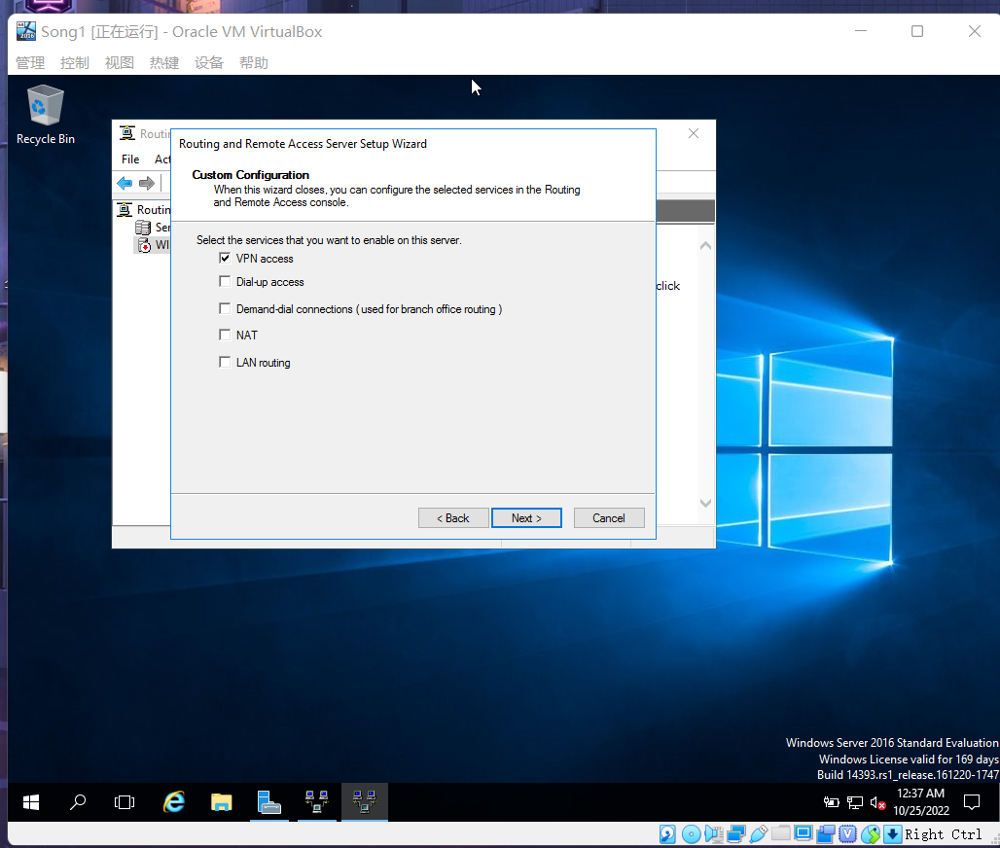 Song1 [正在运行] - Oracle VM VirtualBox
管理 控制 视图 热键 设备 帮助
Recycle Bin
Routin
File Act
Routin
Ser
WI
click
Routing and Remote Access Server Setup Wizard
Custom Configuration
When this wizard closes, you can configure the selected services in the Routing
and Remote Access console.
Select the services that you want to enable on this server.
VPN access
Dial-up access
Demand-dial connections ( used for branch office routing )
NAT
LAN routing
< Back Next > Cancel
Windows Server 2016 Standard Evaluation
Windows License valid for 169 days
Build 14393.rs1_release.161220-1747
12:37 AM
10/25/2022
Right Ctrl